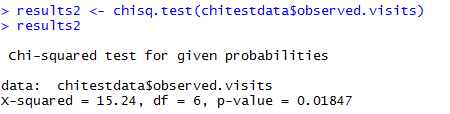 > results2 <- chisq.test(chitestdata$observed.visits)
> results2
Chi-squared test for given probabilities
data:  chitestdata$observed.visits
X-squared = 15.24, df = 6, p-value = 0.01847